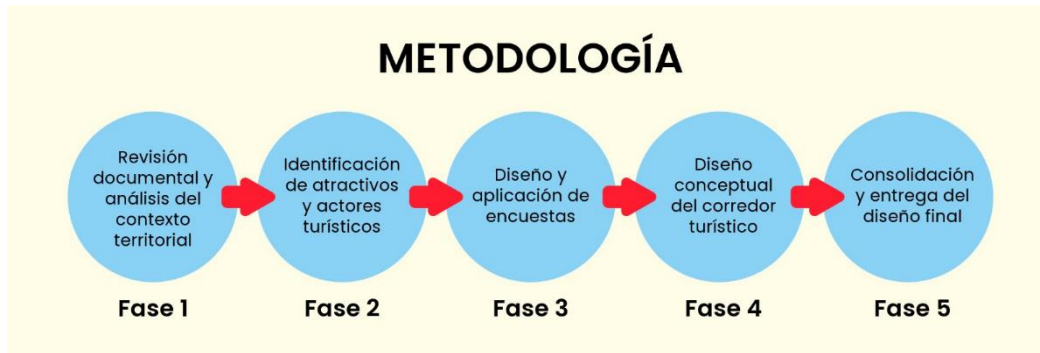 METODOLOGÍA
Revisión
documental y
análisis del
contexto
territorial
Identificación
de atractivos
y actores
turísticos
Diseño y
aplicación de
encuestas
Diseño
conceptual
del corredor
turístico
Consolidación
y entrega del
diseño final
Fase 1
Fase 2
Fase 3
Fase 4
Fase 5